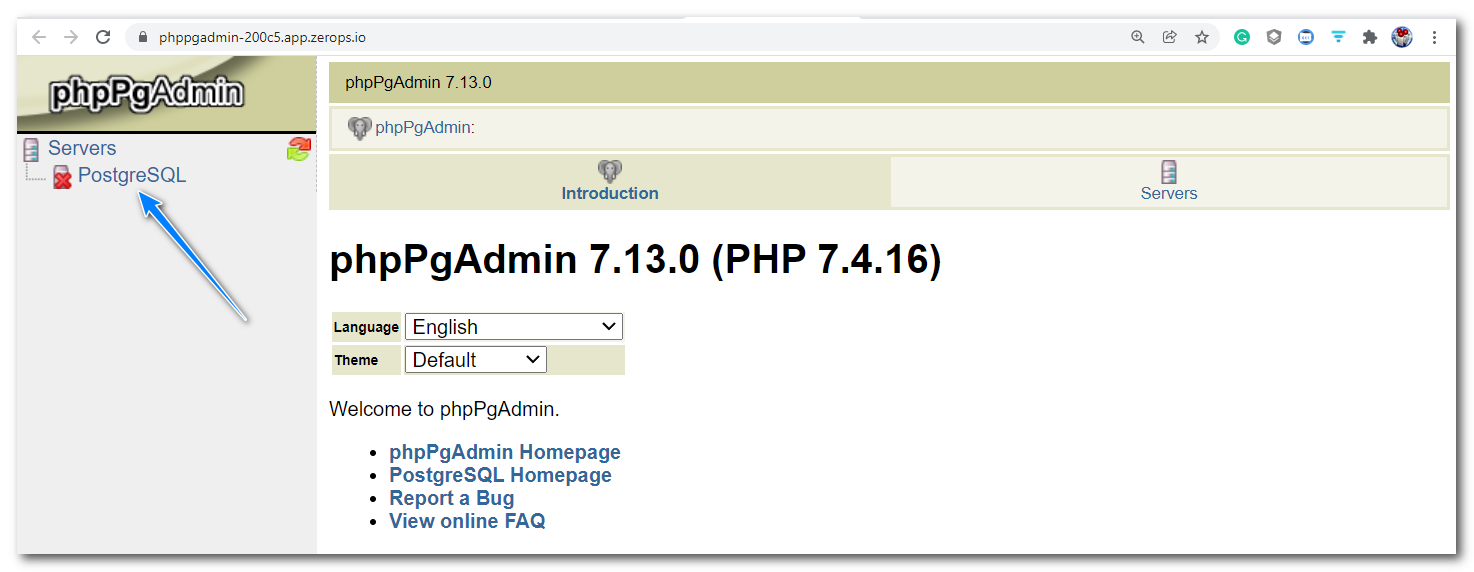 phppgadmin-200c5.app.zerops.io
phpPgAdmin
Servers
PostgreSQL
phpPgAdmin 7.13.0
phpPgAdmin:
Introduction
Servers
phpPgAdmin 7.13.0 (PHP 7.4.16)
Language English
Theme Default
Welcome to phpPgAdmin.
phpPgAdmin Homepage
PostgreSQL Homepage
Report a Bug
View online FAQ